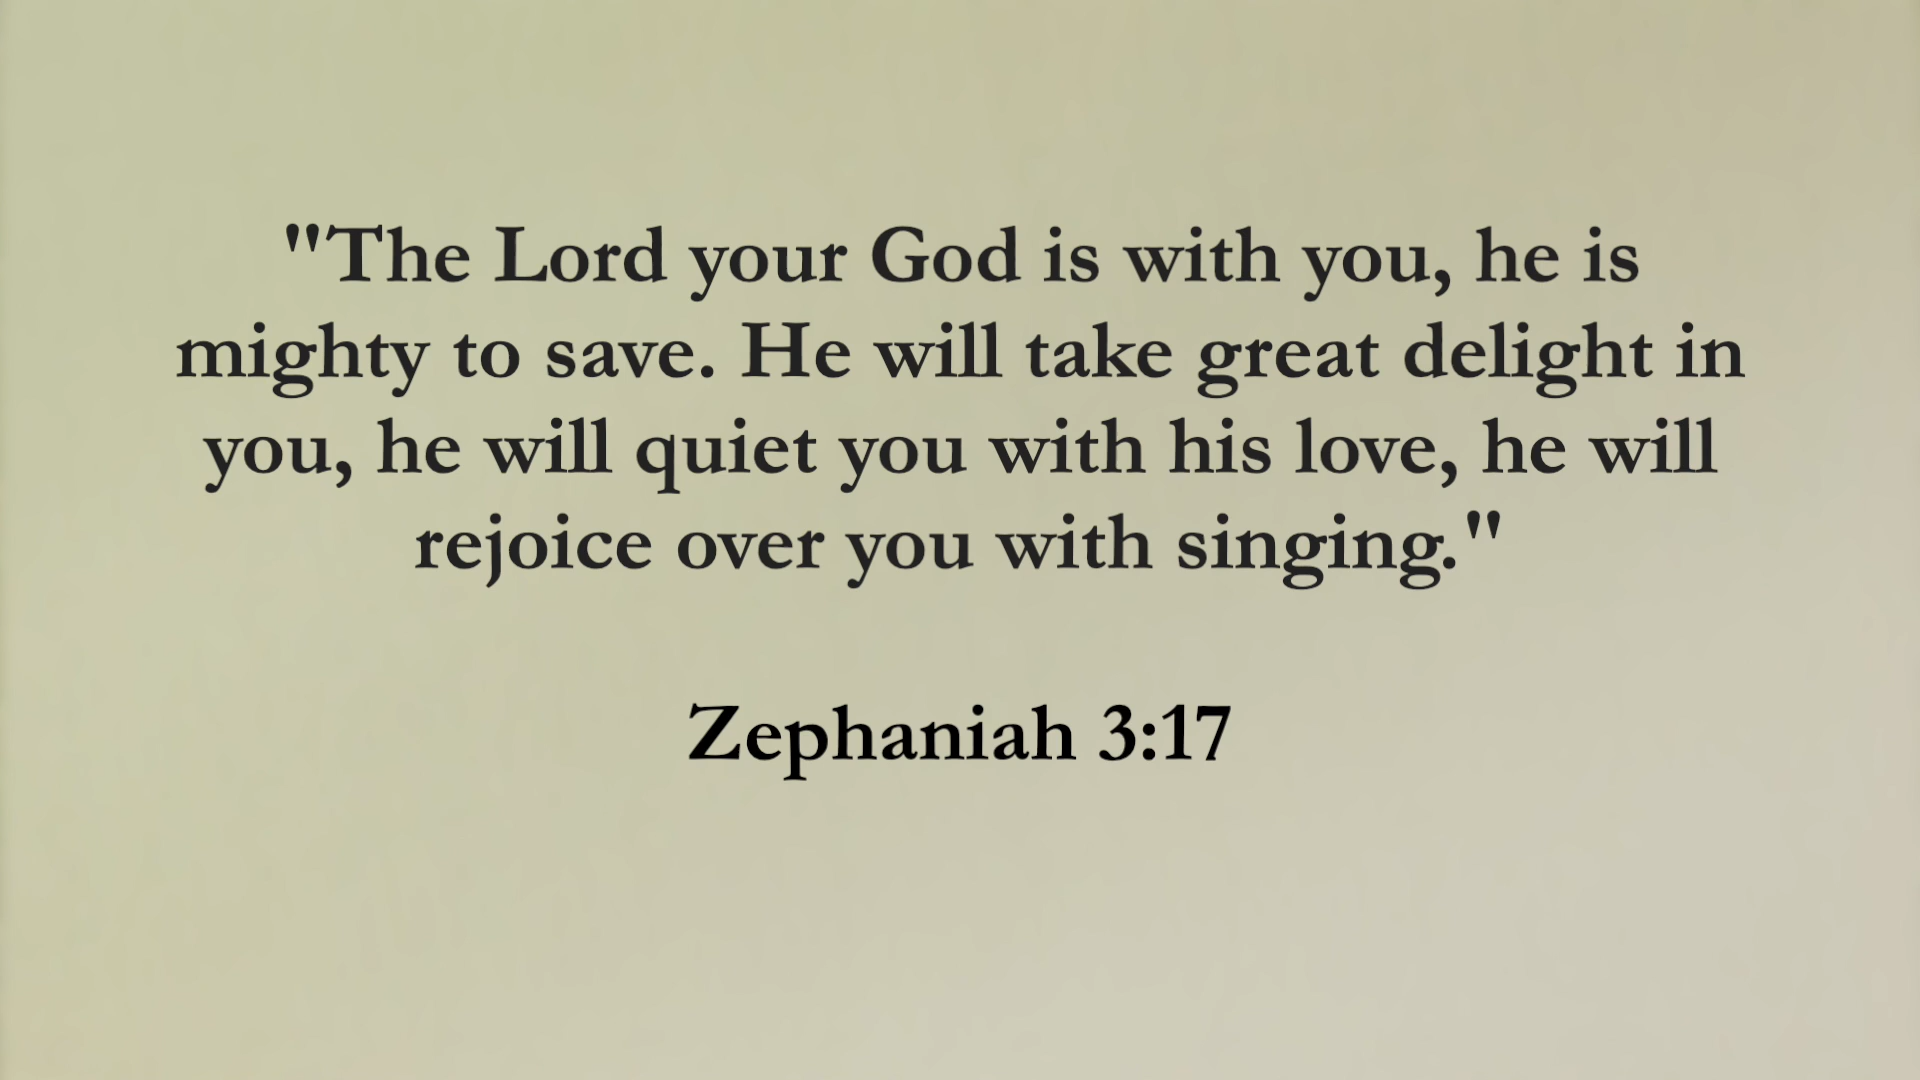 "The Lord your God is with you, he is
mighty to save. He will take great delight in
you, he will quiet you with his love, he will
rejoice over you with singing."
Zephaniah 3:17